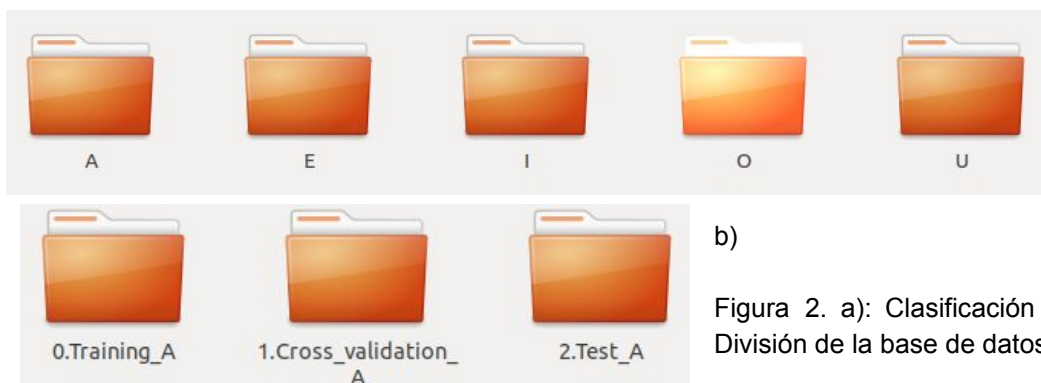 A E I O U
b)
0.Training_A 1.Cross_validation_ 2.Test_A
A
Figura 2. a): Clasificación
División de la base de datos